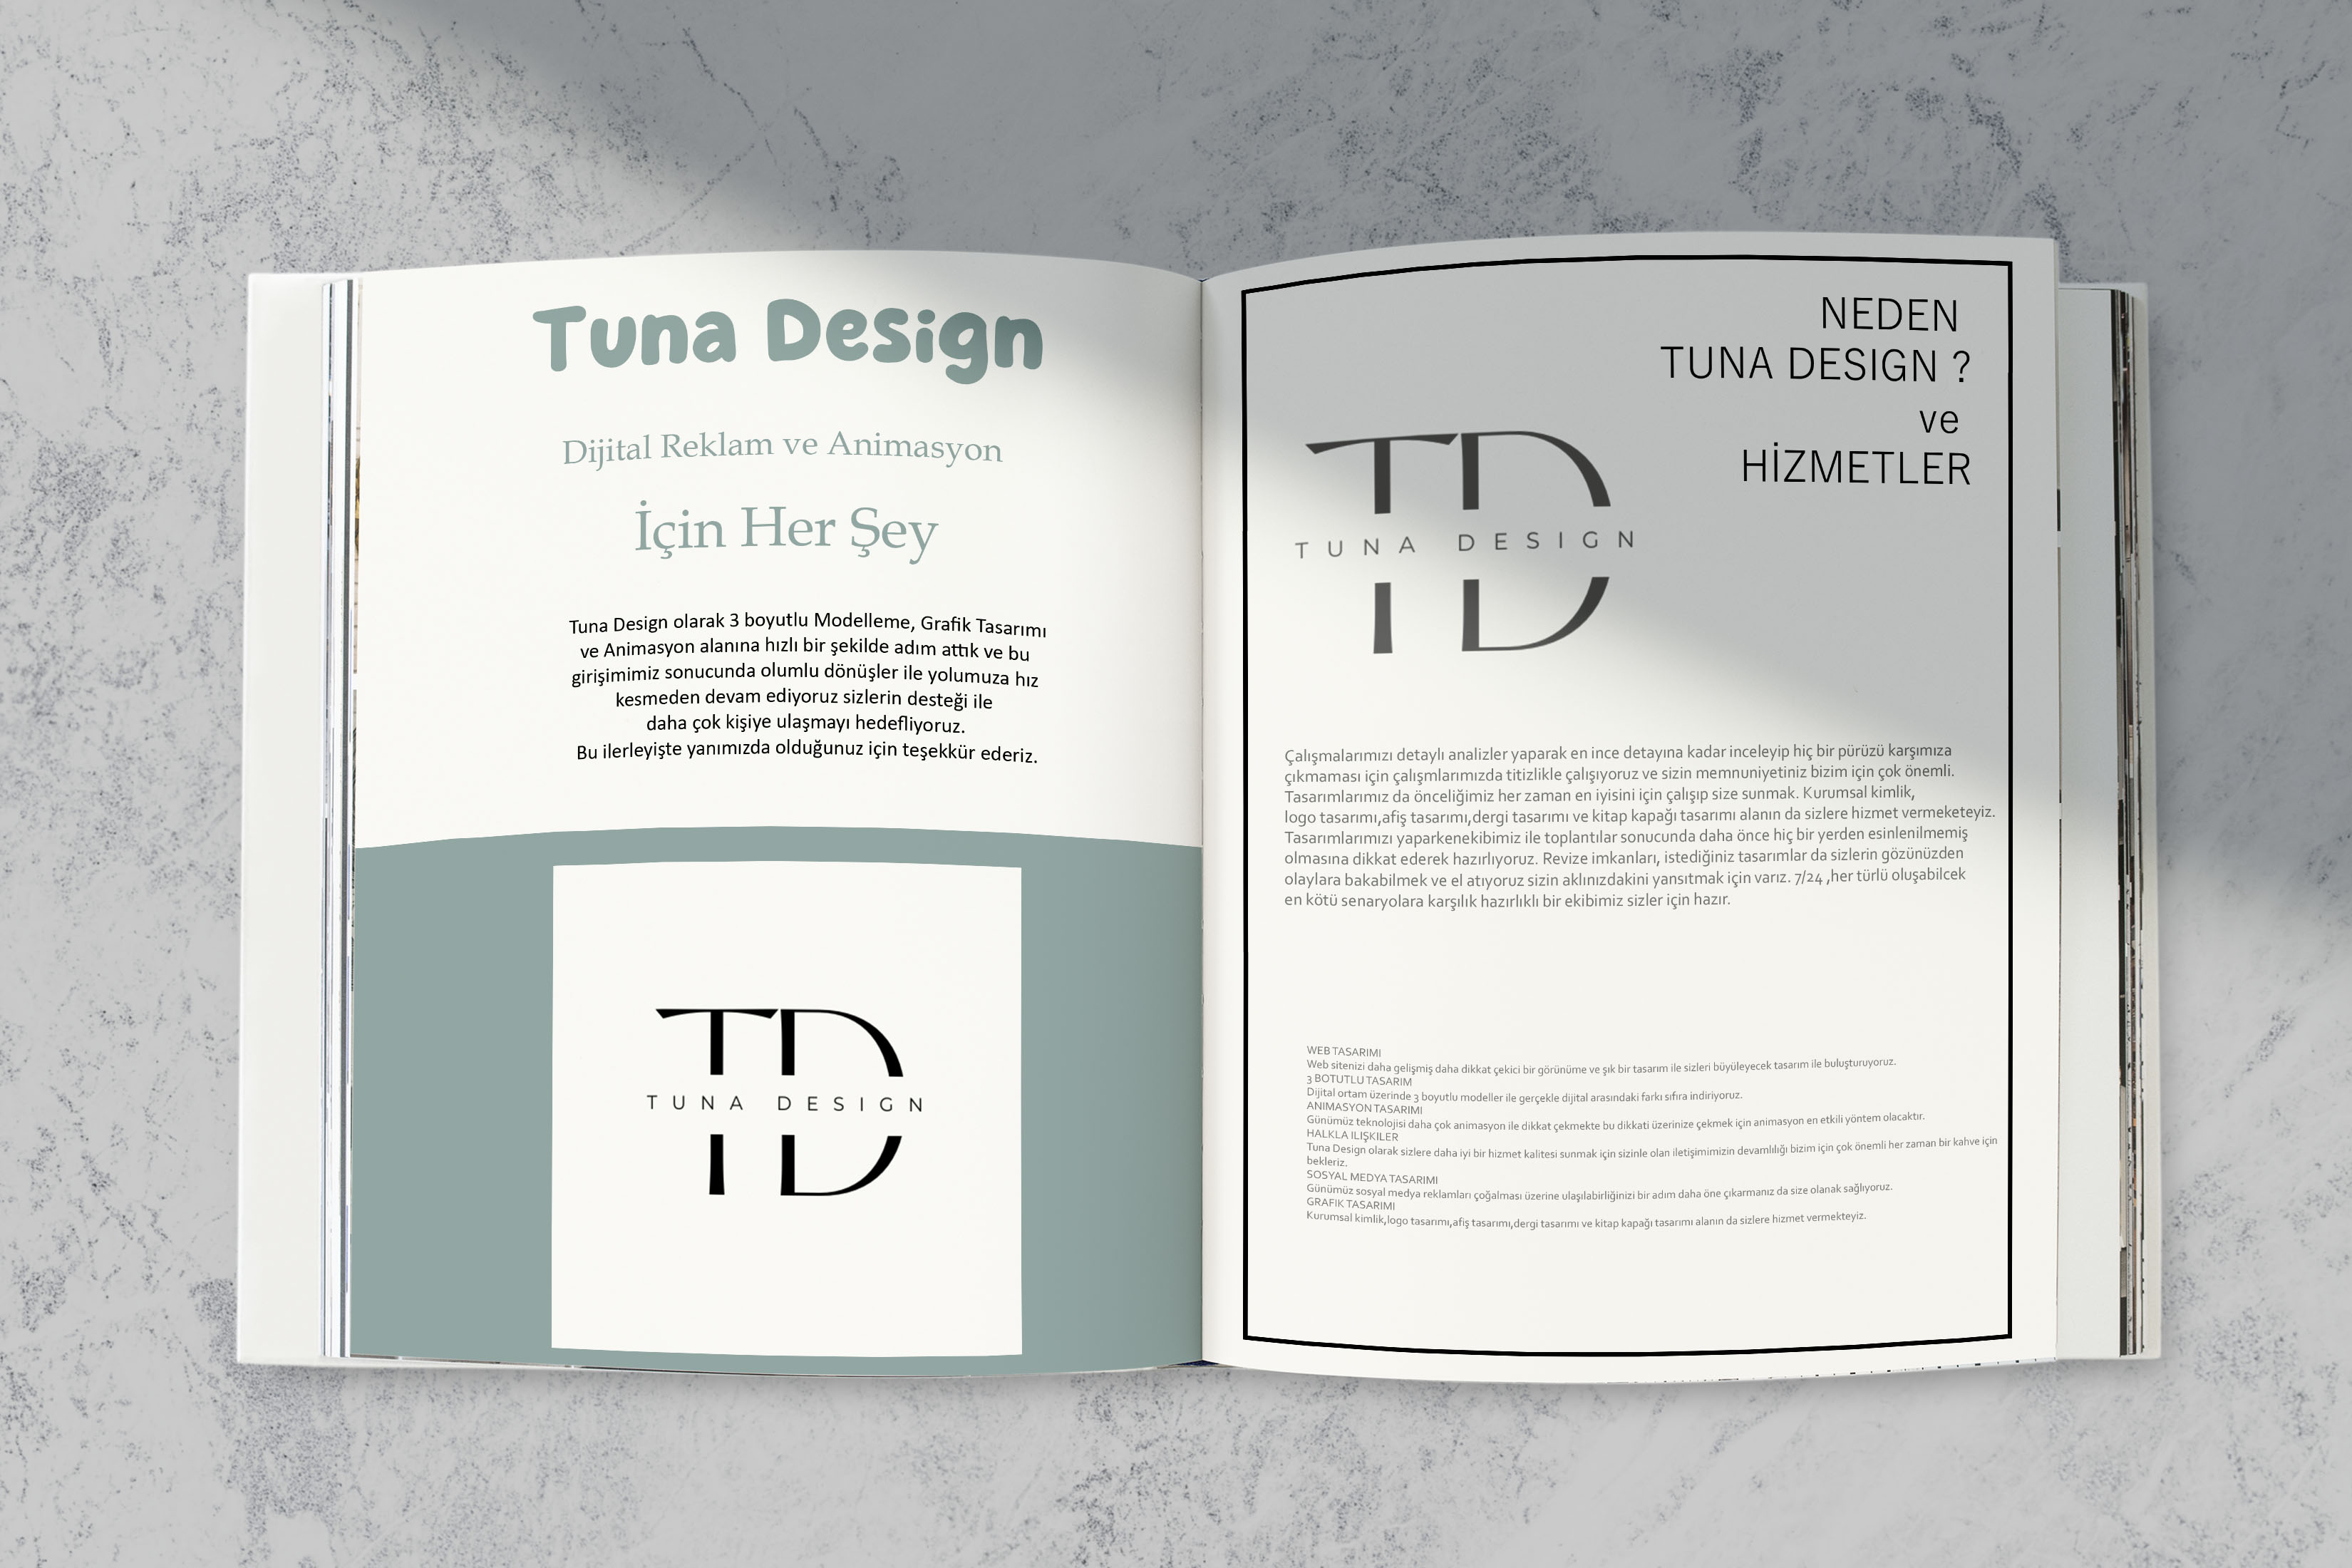 Tuna Design
Dijital Reklam ve Animasyon
İçin Her Şey
Tuna Design olarak 3 boyutlu Modelleme, Grafik Tasarımı
ve Animasyon alanına hızlı bir şekilde adım attık ve bu
girişimimiz sonucunda olumlu dönüşler ile yolumuza hız
kesmeden devam ediyoruz sizlerin desteği ile
daha çok kişiye ulaşmayı hedefliyoruz.
Bu ilerleyişte yanımızda olduğunuz için teşekkür ederiz.
TD
TUNA DESIGN
NEDEN
TUNA DESIGN ?
ve
HİZMETLER
TD
TUNA DESIGN
Çalışmalarımızı detaylı analizler yaparak en ince detayına kadar inceleyip hiç bir pürüzü karşımıza
çıkmaması için çalışmlarımızda titizlikle çalışıyoruz ve sizin memnuniyetiniz bizim için çok önemli.
Tasarımlarımız da önceliğimiz her zaman en iyisini için çalışıp size sunmak. Kurumsal kimlik,
logo tasarımı,afiş tasarımı,dergi tasarımı ve kitap kapağı tasarımı alanın da sizlere hizmet vermeketeyiz.
Tasarımlarımızı yaparkenekibimiz ile toplantılar sonucunda daha önce hiç bir yerden esinlenilmemiş
olmasına dikkat ederek hazırlıyoruz. Revize imkanları, istediğiniz tasarımlar da sizlerin gözünüzden
olaylara bakabilmek ve el atıyoruz sizin aklınızdakini yansıtmak için varız. 7/24 ,her türlü oluşabilcek
en kötü senaryolara karşılık hazırlıklı bir ekibimiz sizler için hazır.
WEB TASARIMI
Web sitenizi daha gelişmiş daha dikkat çekici bir görünüme ve şık bir tasarım ile sizleri büyüleyecek tasarım ile buluşturuyoruz.
3 BOTUTLU TASARIM
Dijital ortam üzerinde 3 boyutlu modeller ile gerçekle dijital arasındaki farkı sıfıra indiriyoruz.
ANIMASYON TASARIMI
Günümüz teknolojisi daha çok animasyon ile dikkat çekmekte bu dikkati üzerinize çekmek için animasyon en etkili yöntem olacaktır.
HALKLA ILIŞKILER
Tuna Design olarak sizlere daha iyi bir hizmet kalitesi sunmak için sizinle olan iletişimimizin devamlılığı bizim için çok önemli her zaman bir kahve için
bekleriz.
SOSYAL MEDYA TASARIMI
Günümüz sosyal medya reklamları çoğalması üzerine ulaşılabirliğinizi bir adım daha öne çıkarmanız da size olanak sağlıyoruz.
GRAFIK TASARIMI
Kurumsal kimlik,logo tasarımı,afiş tasarımı,dergi tasarımı ve kitap kapağı tasarımı alanın da sizlere hizmet vermekteyiz.